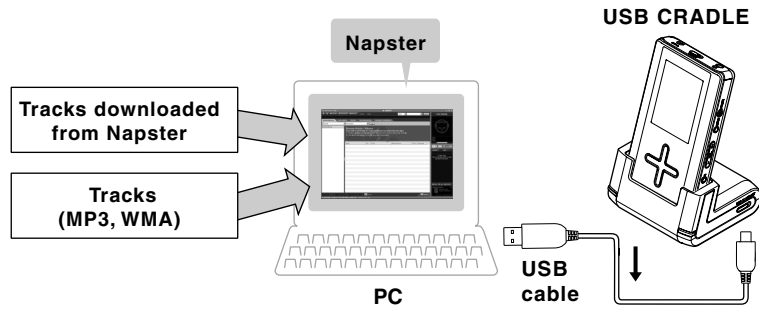 USB CRADLE
Napster
Tracks downloaded
from Napster
Tracks
(MP3, WMA)
USB
cable
PC